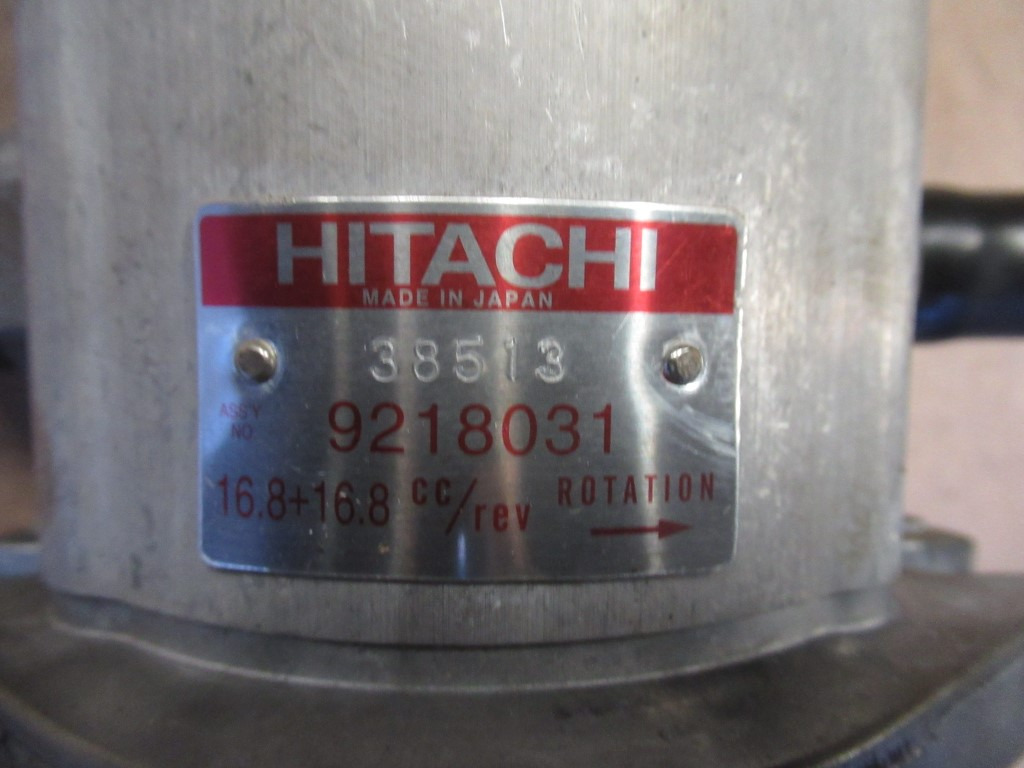 HITACHI
MADE IN JAPAN
38513
ASS'Y
NO.
9218031
16.8+16.8 cc/rev ROTATION